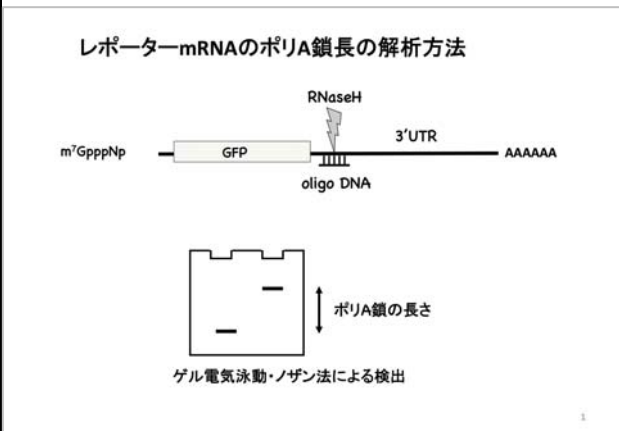 レポーターmRNAのポリA鎖長の解析方法
RNaseH
3'UTR
m⁷GpppNp
GFP
AAAAAA
oligo DNA
ポリA鎖の長さ
ゲル電気泳動・ノザン法による検出
1